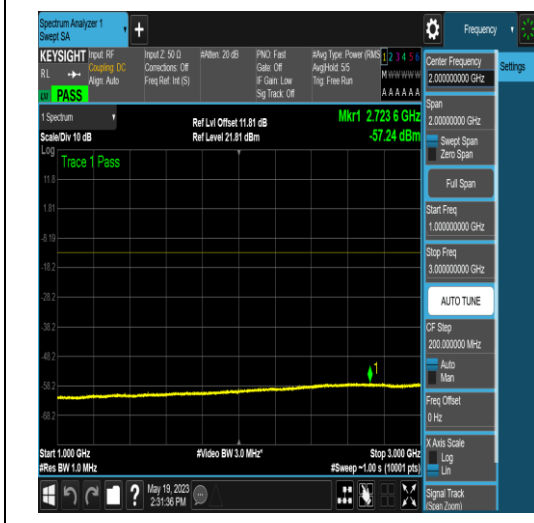 Spectrum Analyzer 1
Swept SA
+
Frequency
KEYSIGHT
RL
PASS
Input: RF
Coupling: DC
Align: Auto
Input Z: 50 Ω
Corrections: Off
Freq Ref: Int (S)
#Atten: 20 dB
PNO: Fast
Gate: Off
IF Gain: Low
Sig Track: Off
#Avg Type: Power (RMS
Avg|Hold: 5/5
Trig: Free Run
1 2 3 4 5 6
M W W W W W
A A A A A A
1 Spectrum
Scale/Div 10 dB
Log
Ref Lvl Offset 11.81 dB
Ref Level 21.81 dBm
Mkr1 2.723 6 GHz
-57.24 dBm
Trace 1 Pass
11.8
1.81
-8.19
-18.2
-28.2
-38.2
-48.2
-58.2
-68.2
1
Start 1.000 GHz
#Res BW 1.0 MHz
#Video BW 3.0 MHz*
Stop 3.000 GHz
#Sweep ~1.00 s (10001 pts)
?
May 19, 2023
2:31:36 PM
Center Frequency
2.000000000 GHz
Span
2.00000000 GHz
Swept Span
Zero Span
Full Span
Start Freq
1.000000000 GHz
Stop Freq
3.000000000 GHz
AUTO TUNE
CF Step
200.000000 MHz
Auto
Man
Freq Offset
0 Hz
X Axis Scale
Log
Lin
Signal Track
(Span Zoom)
Settings